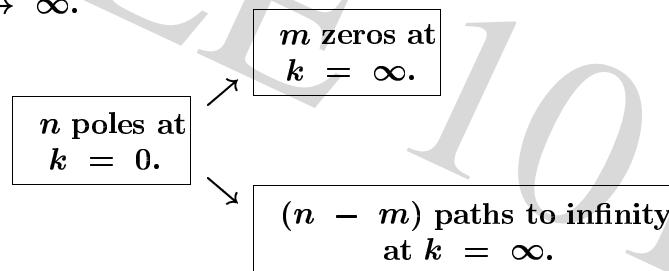 → ∞.
m zeros at
k = ∞.
n poles at
k = 0.
(n − m) paths to infinity
at k = ∞.